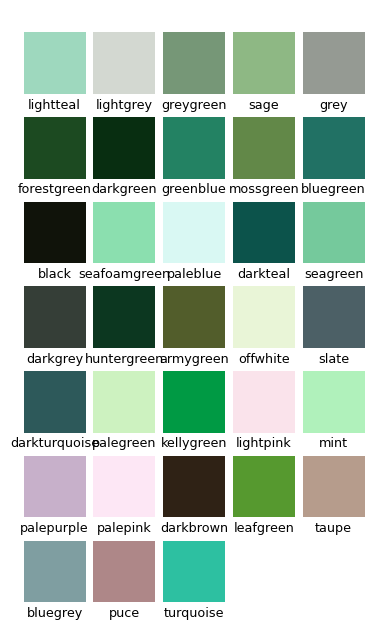 lightteal lightgrey greygreen sage grey
forestgreen darkgreen greenblue mossgreen bluegreen
black seafoamgreen paleblue darkteal seagreen
darkgrey huntergreen armygreen offwhite slate
darkturquoise palegreen kellygreen lightpink mint
palepurple palepink darkbrown leafgreen taupe
bluegrey puce turquoise